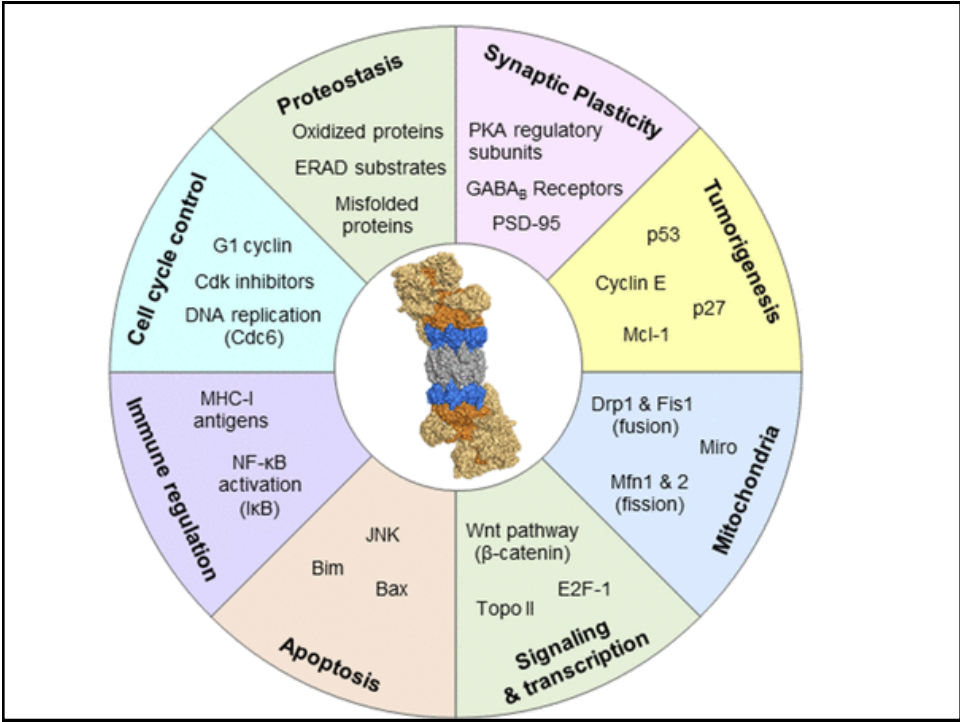 Proteostasis
Oxidized proteins
ERAD substrates
Misfolded
proteins
Synaptic Plasticity
PKA regulatory
subunits
GABAB Receptors
PSD-95
Tumorigenesis
p53
Cyclin E
p27
Mcl-1
Mitochondria
Drp1 & Fis1
(fusion)
Miro
Mfn1 & 2
(fission)
Signaling
& transcription
Wnt pathway
(β-catenin)
E2F-1
Topo II
Apoptosis
JNK
Bim
Bax
Immune regulation
MHC-I
antigens
NF-κB
activation
(IκB)
Cell cycle control
G1 cyclin
Cdk inhibitors
DNA replication
(Cdc6)